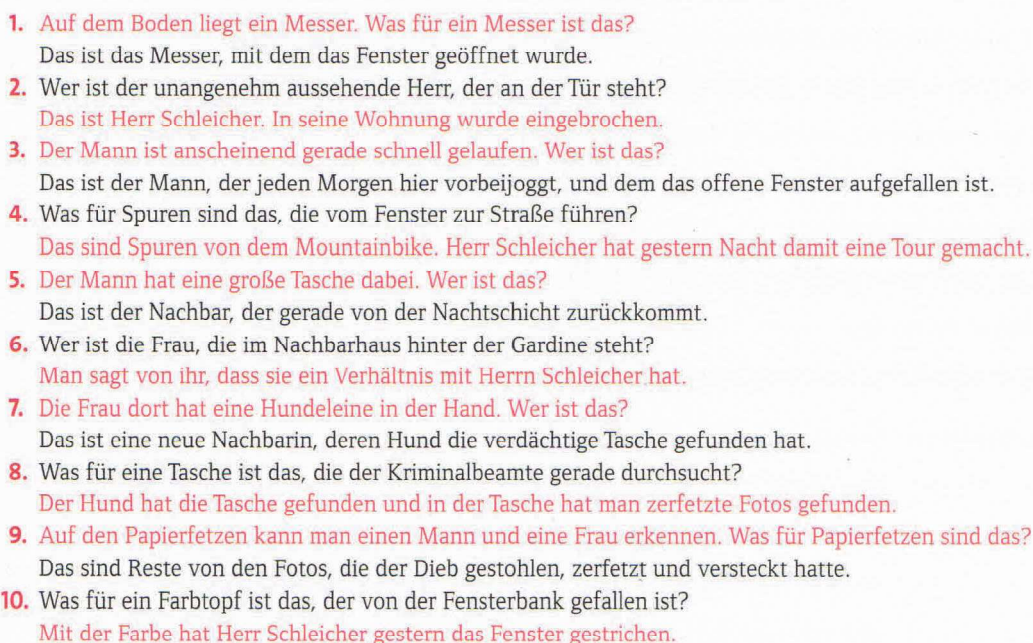 1. Auf dem Boden liegt ein Messer. Was für ein Messer ist das?
Das ist das Messer, mit dem das Fenster geöffnet wurde.
2. Wer ist der unangenehm aussehende Herr, der an der Tür steht?
Das ist Herr Schleicher. In seine Wohnung wurde eingebrochen.
3. Der Mann ist anscheinend gerade schnell gelaufen. Wer ist das?
Das ist der Mann, der jeden Morgen hier vorbeijoggt, und dem das offene Fenster aufgefallen ist.
4. Was für Spuren sind das, die vom Fenster zur Straße führen?
Das sind Spuren von dem Mountainbike. Herr Schleicher hat gestern Nacht damit eine Tour gemacht.
5. Der Mann hat eine große Tasche dabei. Wer ist das?
Das ist der Nachbar, der gerade von der Nachtschicht zurückkommt.
6. Wer ist die Frau, die im Nachbarhaus hinter der Gardine steht?
Man sagt von ihr, dass sie ein Verhältnis mit Herrn Schleicher hat.
7. Die Frau dort hat eine Hundeleine in der Hand. Wer ist das?
Das ist eine neue Nachbarin, deren Hund die verdächtige Tasche gefunden hat.
8. Was für eine Tasche ist das, die der Kriminalbeamte gerade durchsucht?
Der Hund hat die Tasche gefunden und in der Tasche hat man zerfetzte Fotos gefunden.
9. Auf den Papierfetzen kann man einen Mann und eine Frau erkennen. Was für Papierfetzen sind das?
Das sind Reste von den Fotos, die der Dieb gestohlen, zerfetzt und versteckt hatte.
10. Was für ein Farbtopf ist das, der von der Fensterbank gefallen ist?
Mit der Farbe hat Herr Schleicher gestern das Fenster gestrichen.